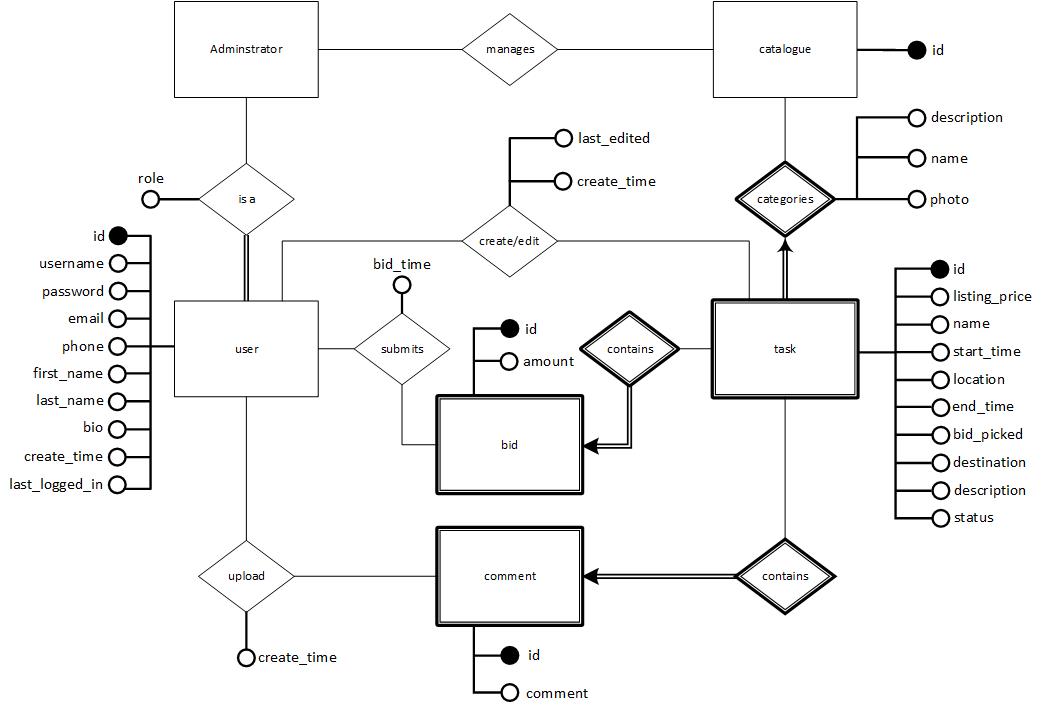 Adminstrator
manages
catalogue
id
description
name
photo
categories
last_edited
create_time
create/edit
role
is a
id
username
password
email
phone
first_name
last_name
bio
create_time
last_logged_in
user
bid_time
submits
id
amount
contains
bid
task
id
listing_price
name
start_time
location
end_time
bid_picked
destination
description
status
upload
create_time
comment
contains
id
comment